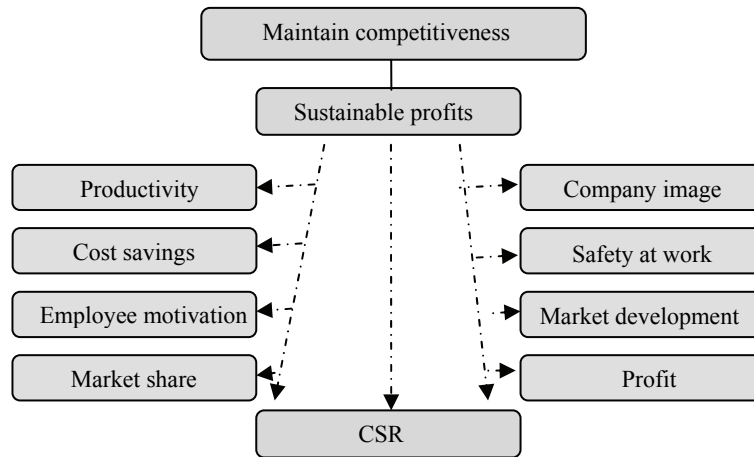 Maintain competitiveness
Sustainable profits
Productivity
Company image
Cost savings
Safety at work
Employee motivation
Market development
Market share
Profit
CSR